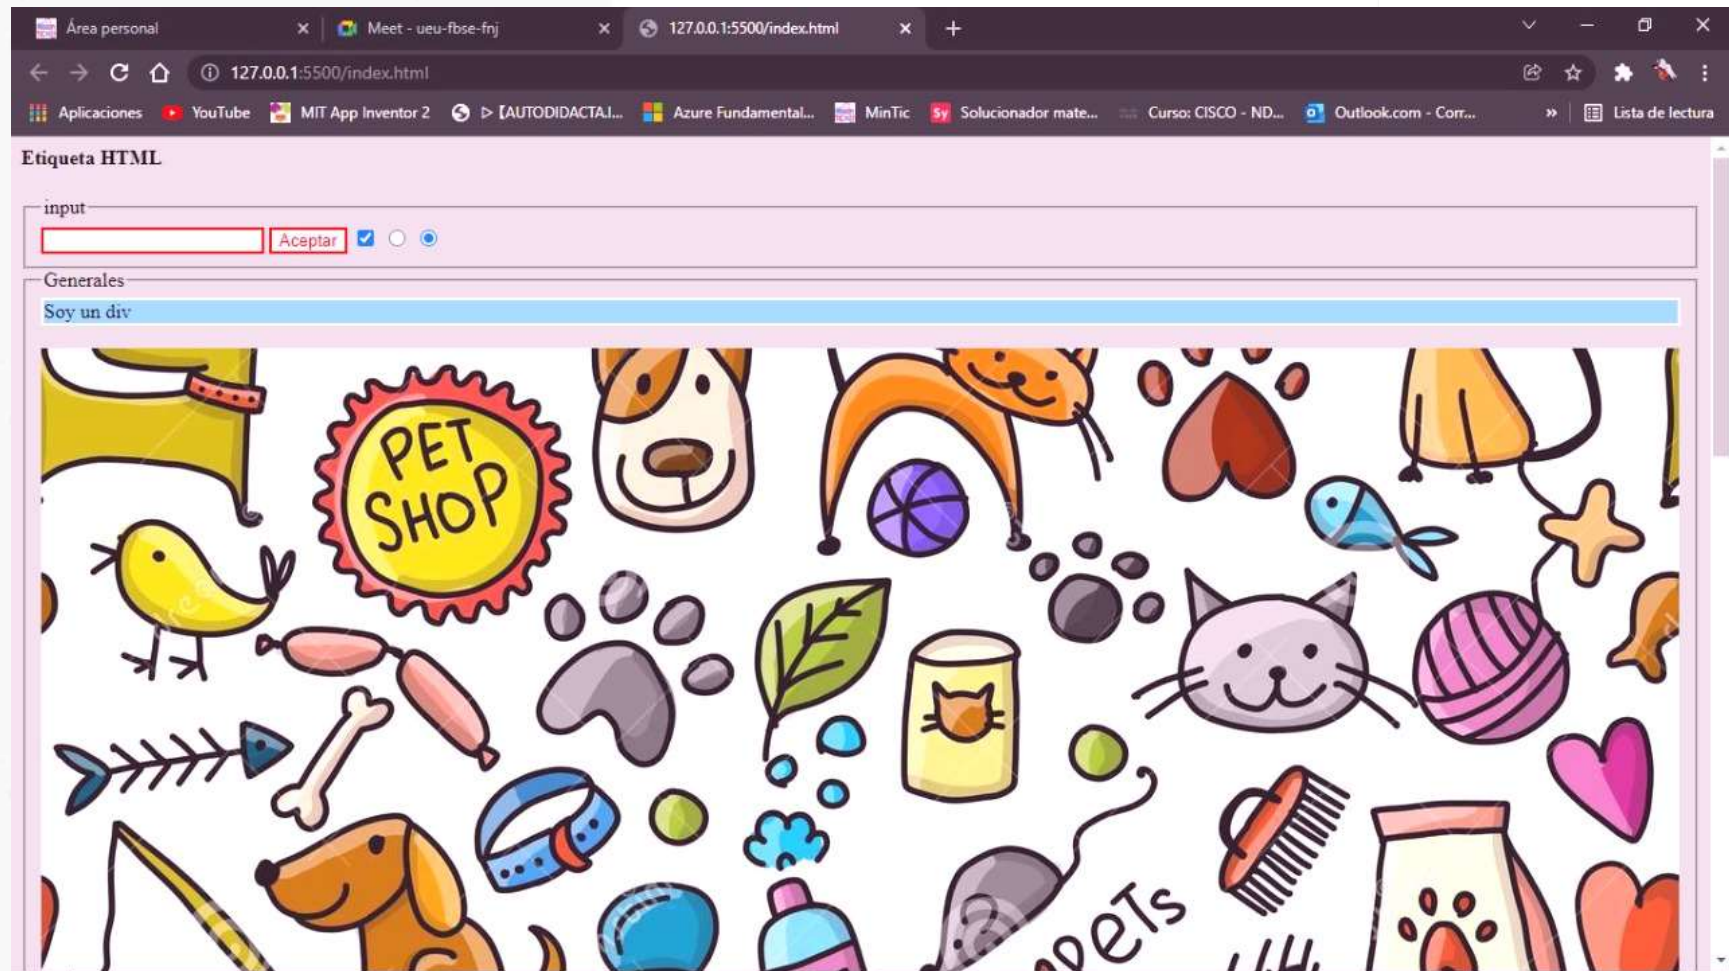 Área personal
Meet - ueu-fbse-fnj
127.0.0.1:5500/index.html
127.0.0.1:5500/index.html
Aplicaciones
YouTube
MIT App Inventor 2
▷ [AUTODIDACTA.I...
Azure Fundamental...
MinTic
Sy
Solucionador mate...
Curso: CISCO - ND...
Outlook.com - Corr...
»
Lista de lectura
Etiqueta HTML
input
Aceptar
Generales
Soy un div
PET
SHOP
PETS